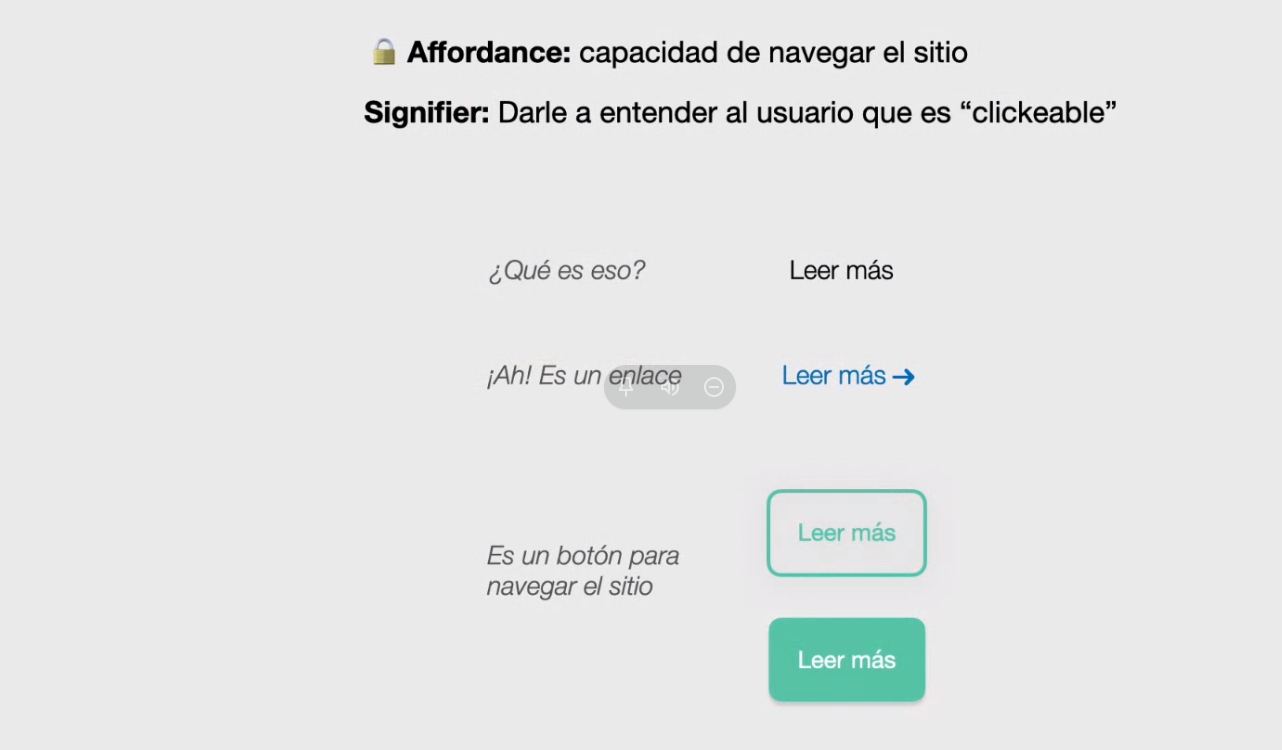 Affordance: capacidad de navegar el sitio
Signifier: Darle a entender al usuario que es “clickeable”
¿Qué es eso?
Leer más
¡Ah! Es un enlace
Leer más →
Es un botón para
navegar el sitio
Leer más
Leer más